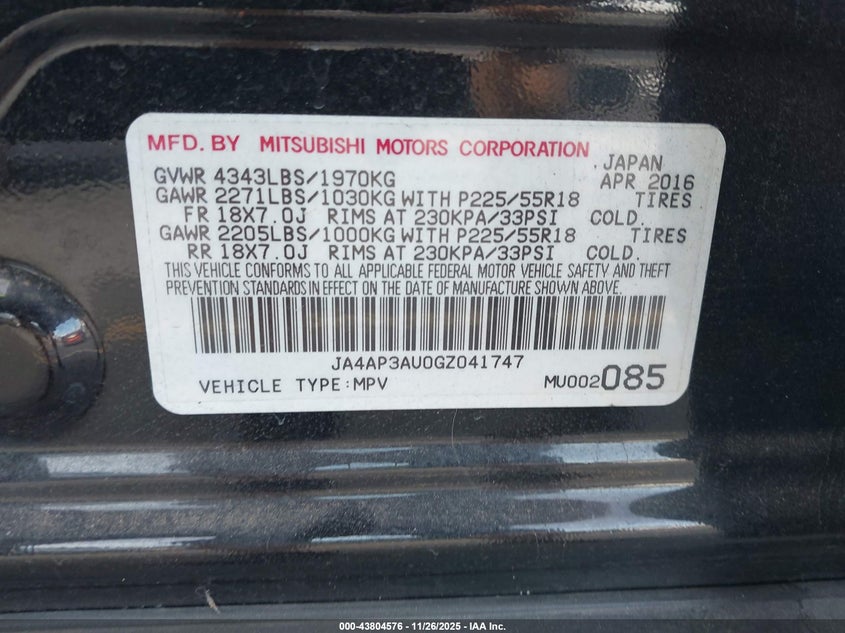 MFD. BY MITSUBISHI MOTORS CORPORATION
JAPAN
GVWR 4343LBS/1970KG APR 2016
GAWR 2271LBS/1030KG WITH P225/55R18 TIRES
FR 18X7.0J RIMS AT 230KPA/33PSI COLD.
GAWR 2205LBS/1000KG WITH P225/55R18 TIRES
RR 18X7.0J RIMS AT 230KPA/33PSI COLD.
THIS VEHICLE CONFORMS TO ALL APPLICABLE FEDERAL MOTOR VEHICLE SAFETY AND THEFT
PREVENTION STANDARDS IN EFFECT ON THE DATE OF MANUFACTURE SHOWN ABOVE.
JA4AP3AU0GZ041747
VEHICLE TYPE:MPV MU002085
000-43804576 - 11/26/2025 - IAA Inc.